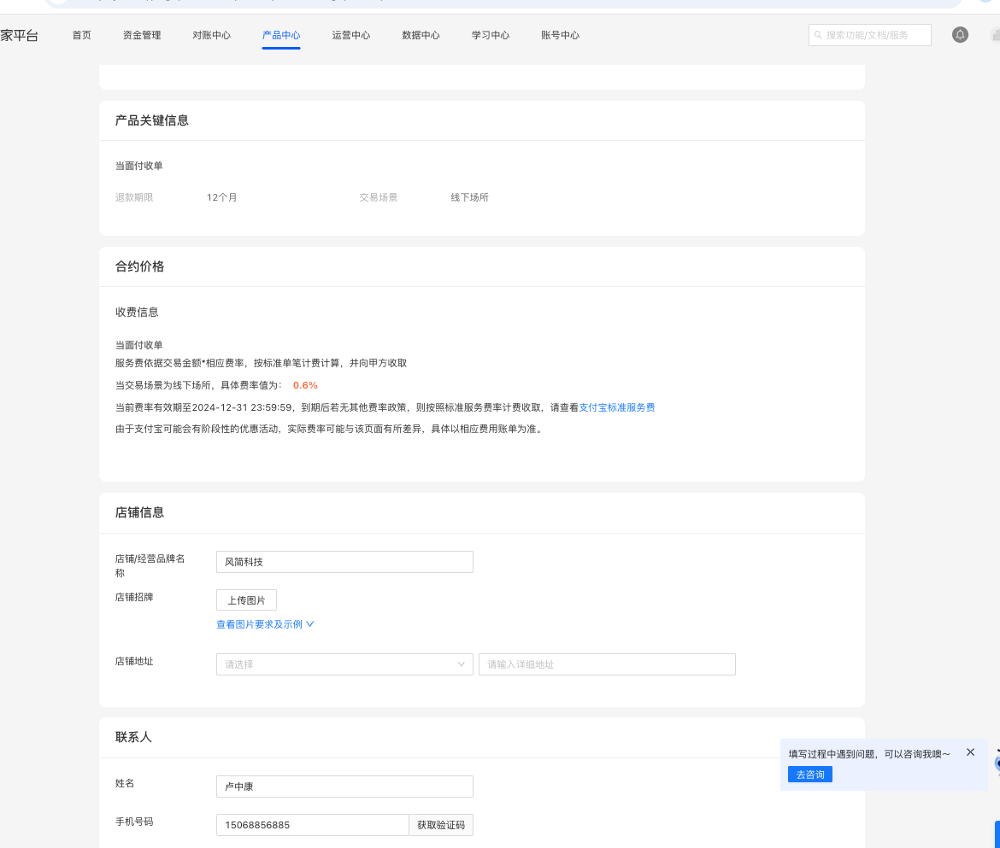 家平台
首页
资金管理
对账中心
产品中心
运营中心
数据中心
学习中心
账号中心
搜索功能/文档/服务
产品关键信息
当面付收单
退款期限 12个月 交易场景 线下场所
合约价格
收费信息
当面付收单
服务费依据交易金额*相应费率，按标准单笔计费计算，并向甲方收取
当交易场景为线下场所，具体费率值为： 0.6%
当前费率有效期至2024-12-31 23:59:59，到期后若无其他费率政策，则按照标准服务费率计费收取，请查看支付宝标准服务费
由于支付宝可能会有阶段性的优惠活动，实际费率可能与该页面有所差异，具体以相应费用账单为准。
店铺信息
店铺/经营品牌名
称
风简科技
店铺招牌
上传图片
查看图片要求及示例
店铺地址
请选择
请输入详细地址
联系人
姓名
卢中康
手机号码
15068856885
获取验证码
填写过程中遇到问题，可以咨询我噢～
去咨询